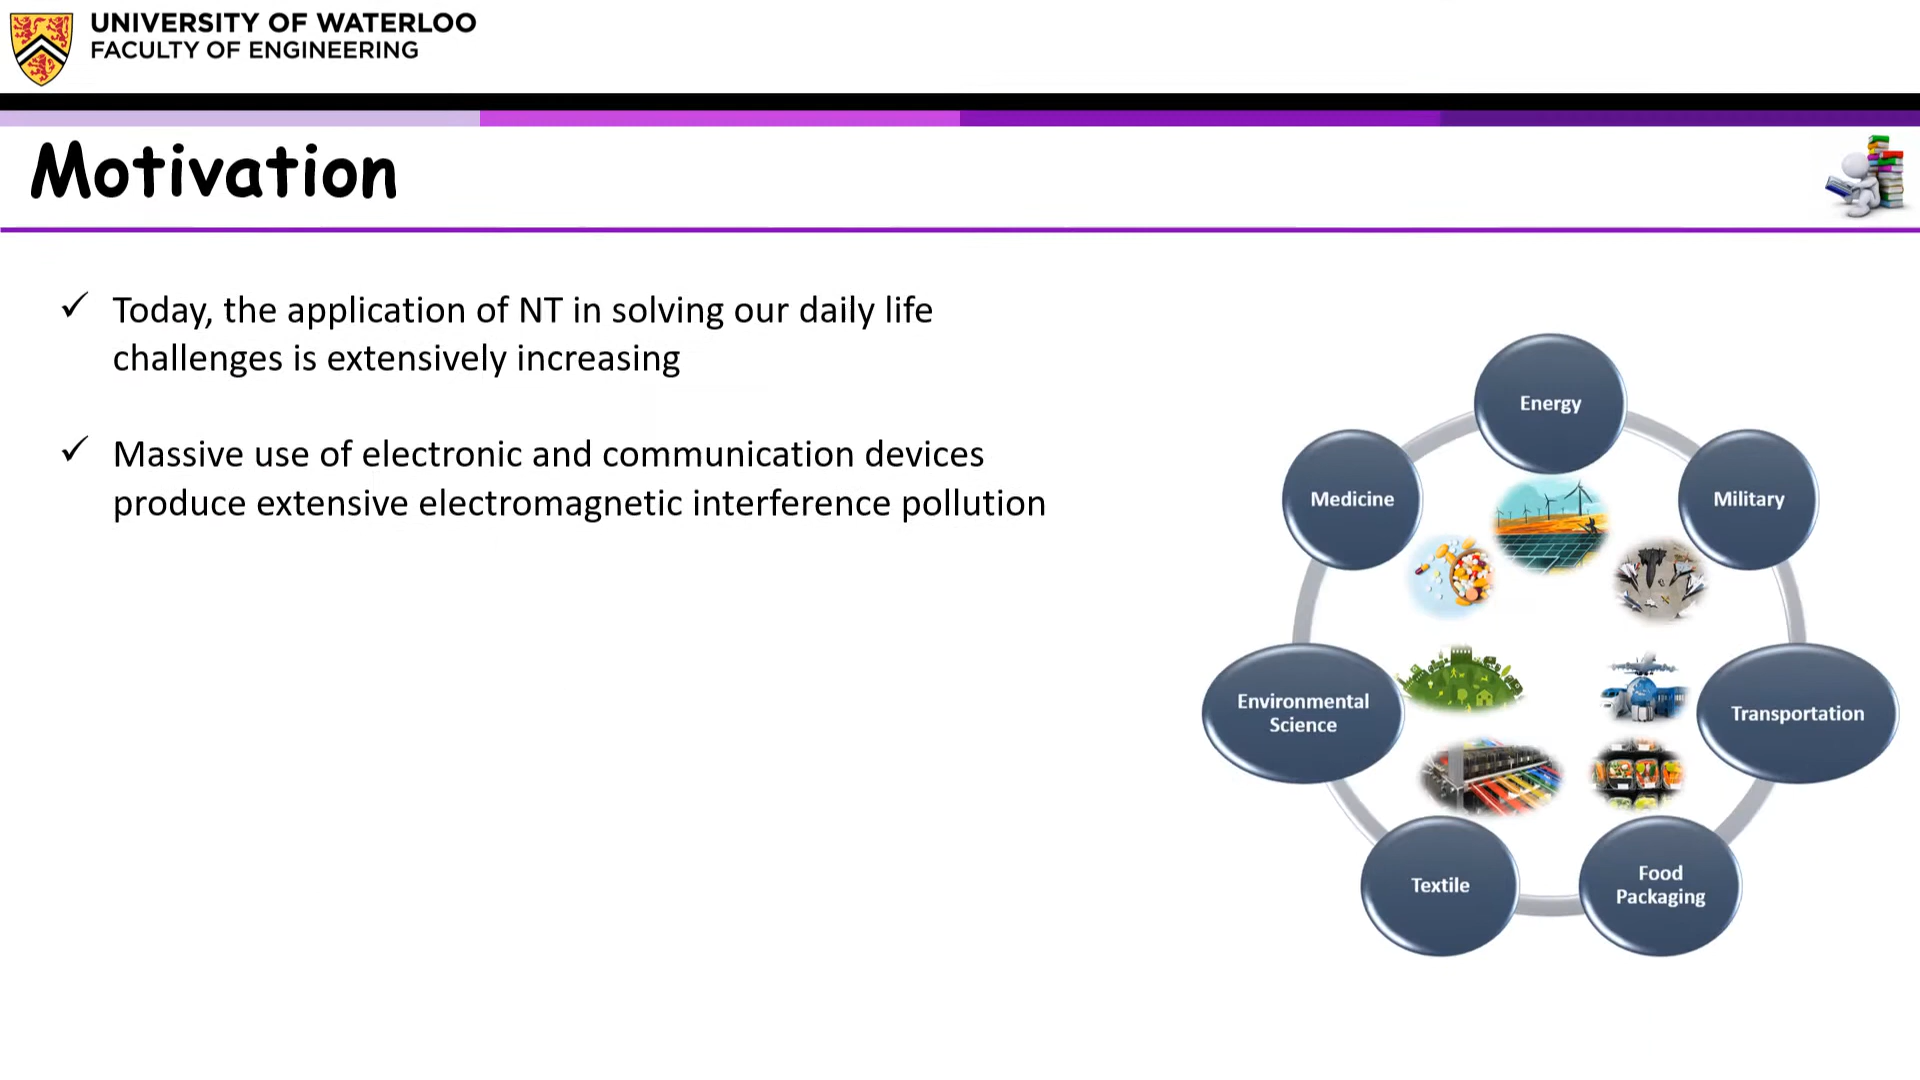 UNIVERSITY OF WATERLOO
FACULTY OF ENGINEERING
Motivation
✓ Today, the application of NT in solving our daily life
challenges is extensively increasing
✓ Massive use of electronic and communication devices
produce extensive electromagnetic interference pollution
Energy
Medicine
Military
Environmental
Science
Transportation
Textile
Food
Packaging